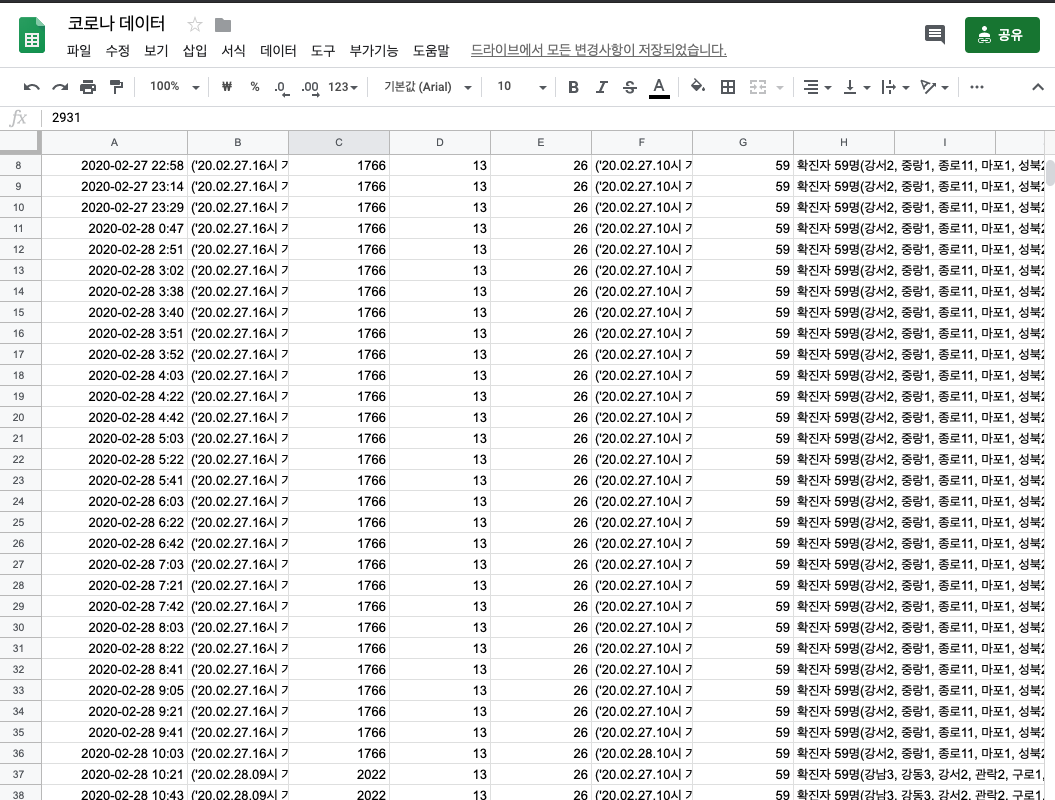 코로나 데이터
파일 수정 보기 삽입 서식 데이터 도구 부가기능 도움말 드라이브에서 모든 변경사항이 저장되었습니다.
공유
100% ₩ % .0 .00 123 기본값 (Arial) 10 B I S A
fx 2931
A B C D E F G H I
8 2020-02-27 22:58 ('20.02.27.16시 1766 13 26 ('20.02.27.10시 59 확진자 59명(강서2, 중랑1, 종로11, 마포1, 성북2
9 2020-02-27 23:14 ('20.02.27.16시 1766 13 26 ('20.02.27.10시 59 확진자 59명(강서2, 중랑1, 종로11, 마포1, 성북2
10 2020-02-27 23:29 ('20.02.27.16시 1766 13 26 ('20.02.27.10시 59 확진자 59명(강서2, 중랑1, 종로11, 마포1, 성북2
11 2020-02-28 0:47 ('20.02.27.16시 1766 13 26 ('20.02.27.10시 59 확진자 59명(강서2, 중랑1, 종로11, 마포1, 성북2
12 2020-02-28 2:51 ('20.02.27.16시 1766 13 26 ('20.02.27.10시 59 확진자 59명(강서2, 중랑1, 종로11, 마포1, 성북2
13 2020-02-28 3:02 ('20.02.27.16시 1766 13 26 ('20.02.27.10시 59 확진자 59명(강서2, 중랑1, 종로11, 마포1, 성북2
14 2020-02-28 3:38 ('20.02.27.16시 1766 13 26 ('20.02.27.10시 59 확진자 59명(강서2, 중랑1, 종로11, 마포1, 성북2
15 2020-02-28 3:40 ('20.02.27.16시 1766 13 26 ('20.02.27.10시 59 확진자 59명(강서2, 중랑1, 종로11, 마포1, 성북2
16 2020-02-28 3:51 ('20.02.27.16시 1766 13 26 ('20.02.27.10시 59 확진자 59명(강서2, 중랑1, 종로11, 마포1, 성북2
17 2020-02-28 3:52 ('20.02.27.16시 1766 13 26 ('20.02.27.10시 59 확진자 59명(강서2, 중랑1, 종로11, 마포1, 성북2
18 2020-02-28 4:03 ('20.02.27.16시 1766 13 26 ('20.02.27.10시 59 확진자 59명(강서2, 중랑1, 종로11, 마포1, 성북2
19 2020-02-28 4:22 ('20.02.27.16시 1766 13 26 ('20.02.27.10시 59 확진자 59명(강서2, 중랑1, 종로11, 마포1, 성북2
20 2020-02-28 4:42 ('20.02.27.16시 1766 13 26 ('20.02.27.10시 59 확진자 59명(강서2, 중랑1, 종로11, 마포1, 성북2
21 2020-02-28 5:03 ('20.02.27.16시 1766 13 26 ('20.02.27.10시 59 확진자 59명(강서2, 중랑1, 종로11, 마포1, 성북2
22 2020-02-28 5:22 ('20.02.27.16시 1766 13 26 ('20.02.27.10시 59 확진자 59명(강서2, 중랑1, 종로11, 마포1, 성북2
23 2020-02-28 5:41 ('20.02.27.16시 1766 13 26 ('20.02.27.10시 59 확진자 59명(강서2, 중랑1, 종로11, 마포1, 성북2
24 2020-02-28 6:03 ('20.02.27.16시 1766 13 26 ('20.02.27.10시 59 확진자 59명(강서2, 중랑1, 종로11, 마포1, 성북2
25 2020-02-28 6:22 ('20.02.27.16시 1766 13 26 ('20.02.27.10시 59 확진자 59명(강서2, 중랑1, 종로11, 마포1, 성북2
26 2020-02-28 6:42 ('20.02.27.16시 1766 13 26 ('20.02.27.10시 59 확진자 59명(강서2, 중랑1, 종로11, 마포1, 성북2
27 2020-02-28 7:03 ('20.02.27.16시 1766 13 26 ('20.02.27.10시 59 확진자 59명(강서2, 중랑1, 종로11, 마포1, 성북2
28 2020-02-28 7:21 ('20.02.27.16시 1766 13 26 ('20.02.27.10시 59 확진자 59명(강서2, 중랑1, 종로11, 마포1, 성북2
29 2020-02-28 7:42 ('20.02.27.16시 1766 13 26 ('20.02.27.10시 59 확진자 59명(강서2, 중랑1, 종로11, 마포1, 성북2
30 2020-02-28 8:03 ('20.02.27.16시 1766 13 26 ('20.02.27.10시 59 확진자 59명(강서2, 중랑1, 종로11, 마포1, 성북2
31 2020-02-28 8:22 ('20.02.27.16시 1766 13 26 ('20.02.27.10시 59 확진자 59명(강서2, 중랑1, 종로11, 마포1, 성북2
32 2020-02-28 8:41 ('20.02.27.16시 1766 13 26 ('20.02.27.10시 59 확진자 59명(강서2, 중랑1, 종로11, 마포1, 성북2
33 2020-02-28 9:05 ('20.02.27.16시 1766 13 26 ('20.02.27.10시 59 확진자 59명(강서2, 중랑1, 종로11, 마포1, 성북2
34 2020-02-28 9:21 ('20.02.27.16시 1766 13 26 ('20.02.27.10시 59 확진자 59명(강서2, 중랑1, 종로11, 마포1, 성북2
35 2020-02-28 9:41 ('20.02.27.16시 1766 13 26 ('20.02.27.10시 59 확진자 59명(강서2, 중랑1, 종로11, 마포1, 성북2
36 2020-02-28 10:03 ('20.02.27.16시 1766 13 26 ('20.02.28.10시 59 확진자 59명(강서2, 중랑1, 종로11, 마포1, 성북2
37 2020-02-28 10:21 ('20.02.28.09시 2022 13 26 ('20.02.27.10시 59 확진자 59명(강남3, 강동3, 강서2, 관락2, 구로1,
38 2020-02-28 10:43 ('20.02.28.09시 2022 13 26 ('20.02.27.10시 59 확진자 59명(강남3, 강동3, 강서2, 관락2, 구로1,